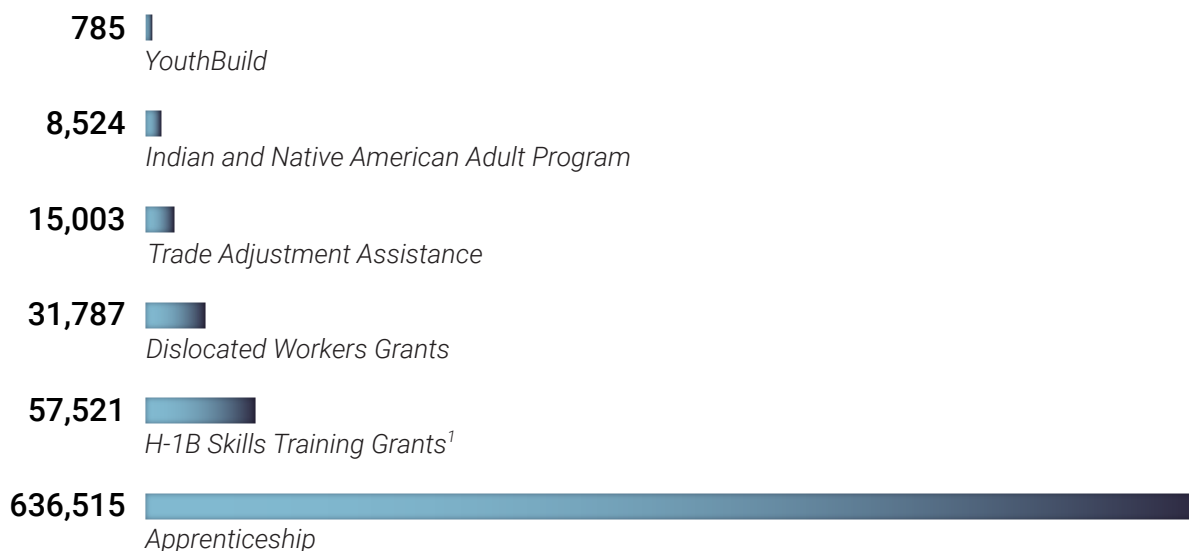 785
YouthBuild
8,524
Indian and Native American Adult Program
15,003
Trade Adjustment Assistance
31,787
Dislocated Workers Grants
57,521
H-1B Skills Training Grants¹
636,515
Apprenticeship